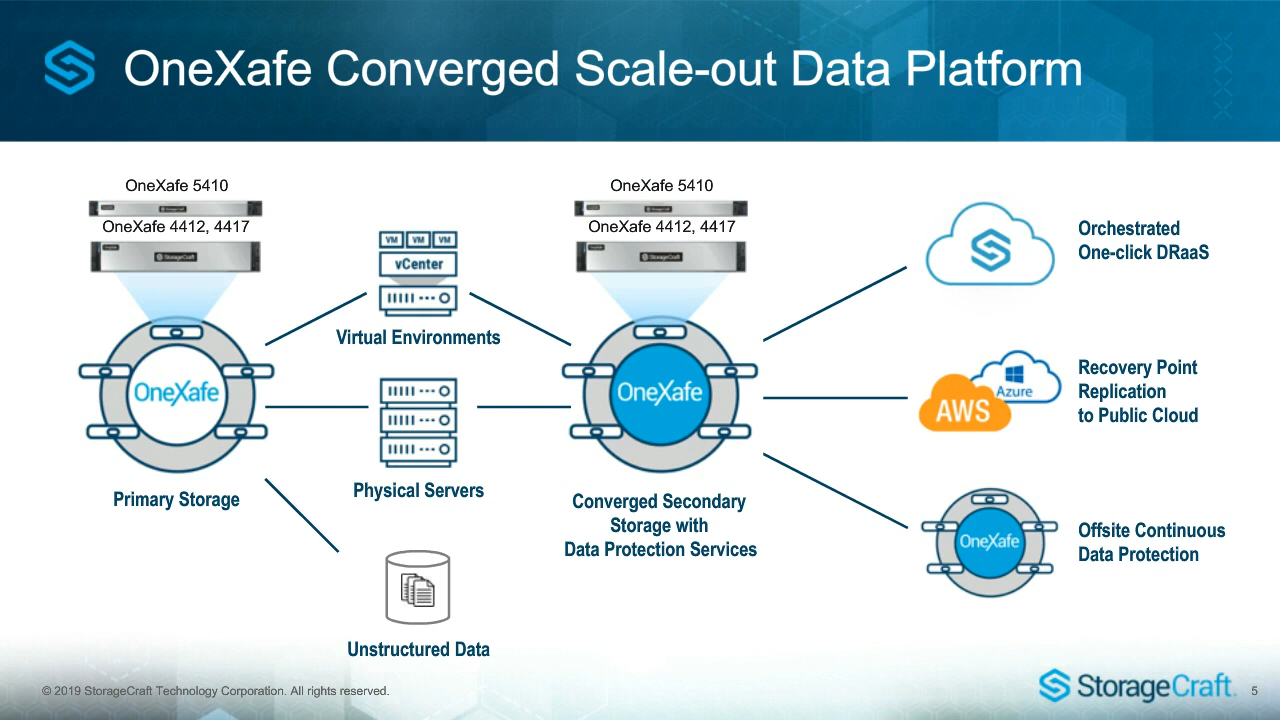 OneXafe Converged Scale-out Data Platform
OneXafe 5410
OneXafe 4412, 4417
StorageCraft
OneXafe
Primary Storage
VM VM VM
vCenter
Virtual Environments
Physical Servers
Unstructured Data
OneXafe 5410
OneXafe 4412, 4417
StorageCraft
OneXafe
Converged Secondary
Storage with
Data Protection Services
Orchestrated
One-click DRaaS
Azure
AWS
Recovery Point
Replication
to Public Cloud
OneXafe
Offsite Continuous
Data Protection
© 2019 StorageCraft Technology Corporation. All rights reserved.
StorageCraft
5